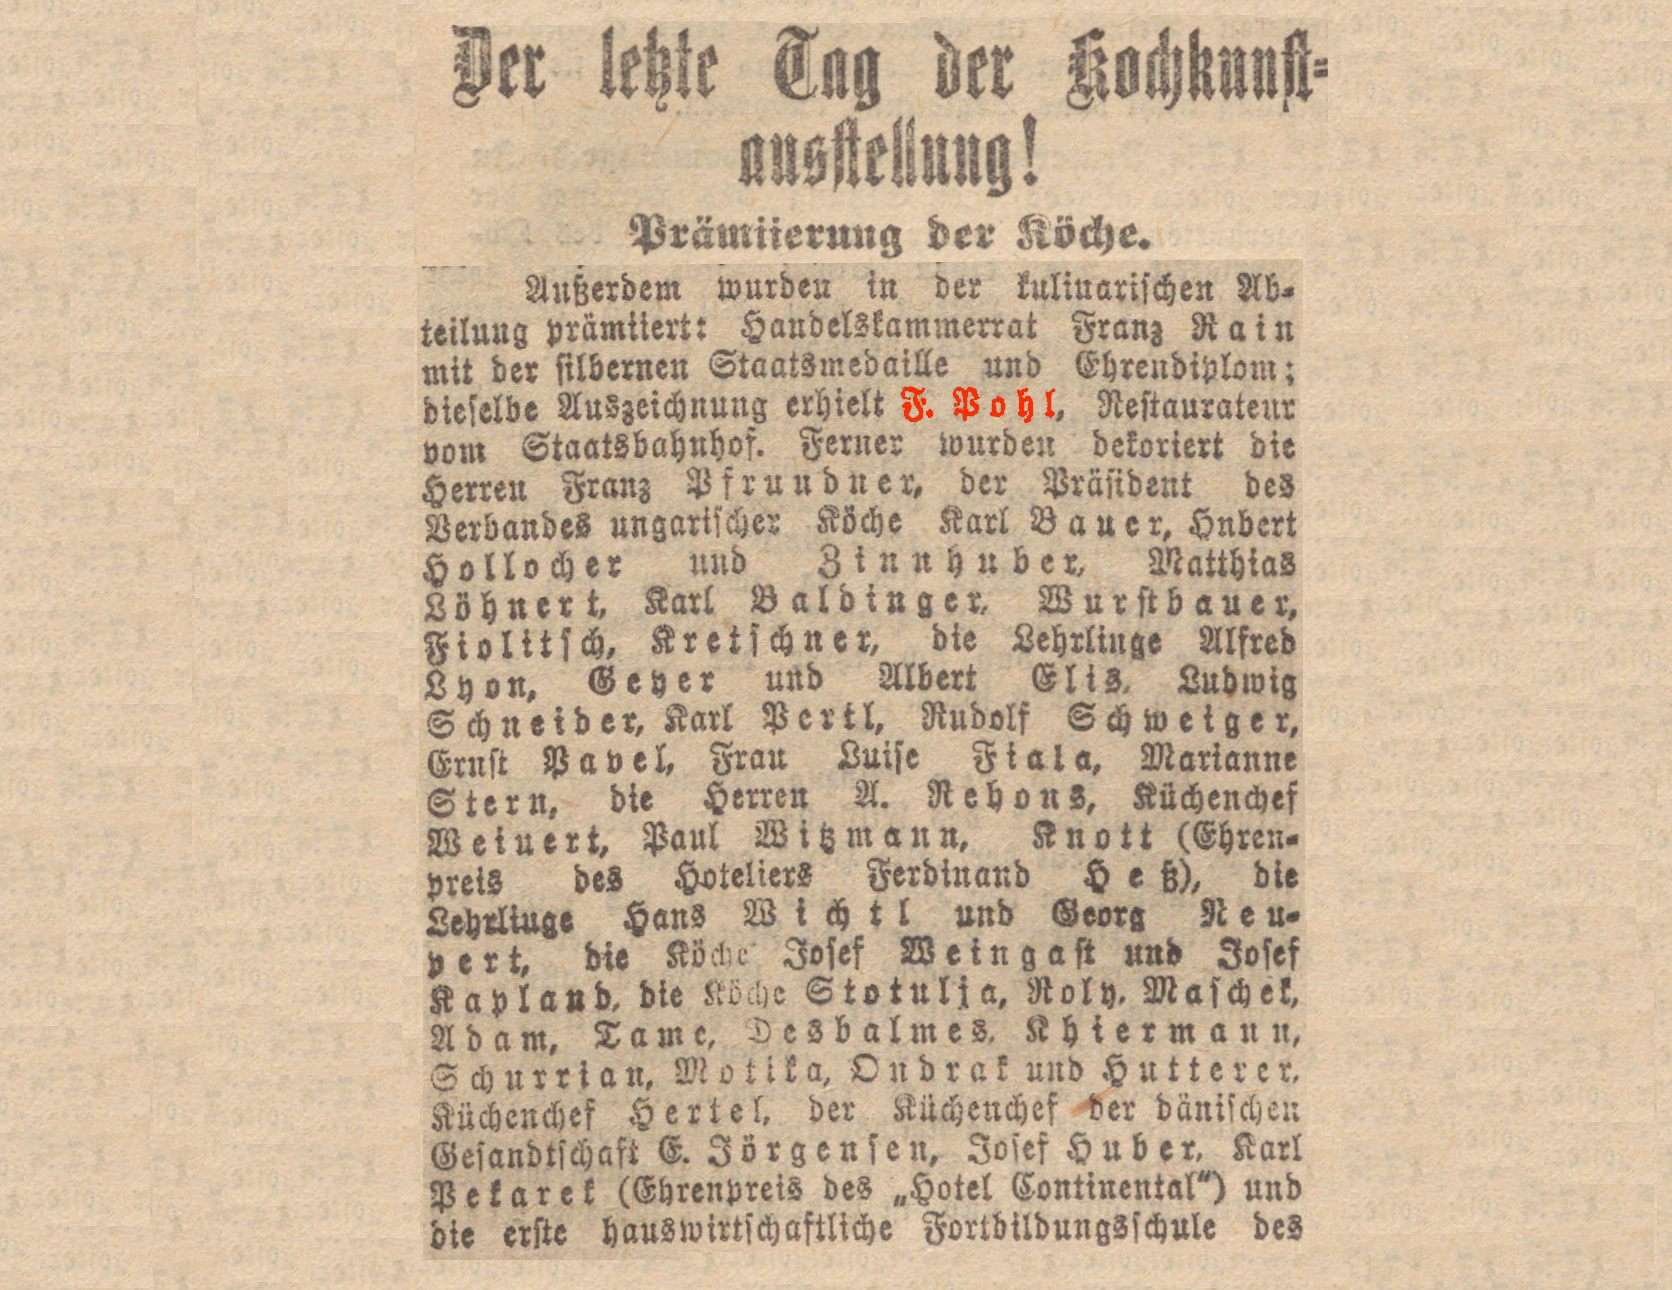 Der letzte Tag der Kochkunst-
ausstellung!
Prämiierung der Köche.
Außerdem wurden in der kulinarischen Ab-
teilung prämiiert: Handelskammerrat Franz Rain
mit der silbernen Staatsmedaille und Ehrendiplom;
dieselbe Auszeichnung erhielt F. Pohl, Restaurateur
vom Staatsbahnhof. Ferner wurden dekoriert die
Herren Franz Pfrundner, der Präsident des
Verbandes ungarischer Köche Karl Bauer, Hubert
Hollocher und Zinnhuber, Matthias
Löhnert, Karl Baldinger, Wurstbauer,
Fiolitsch, Kretschner, die Lehrlinge Alfred
Lyon, Geyer und Albert Elis, Ludwig
Schneider, Karl Pertl, Rudolf Schweiger,
Ernst Pavel, Frau Luise Fiala, Marianne
Stern, die Herren A. Rehons, Küchenchef
Weinert, Paul Witzmann, Knott (Ehren-
preis des Hoteliers Ferdinand Heß), die
Lehrlinge Hans Wichtl und Georg Neu-
pert, die Köche Josef Weingast und Josef
Kapland, die Köche Stotulja, Roly, Maschek,
Adam, Tame, Desbalmes, Khiermann,
Schurrian, Motika, Ondrak und Hutterer,
Küchenchef Hertel, der Küchenchef der dänischen
Gesandtschaft E. Jörgensen, Josef Huber, Karl
Pekarek (Ehrenpreis des „Hotel Continental“) und
die erste hauswirtschaftliche Fortbildungsschule des